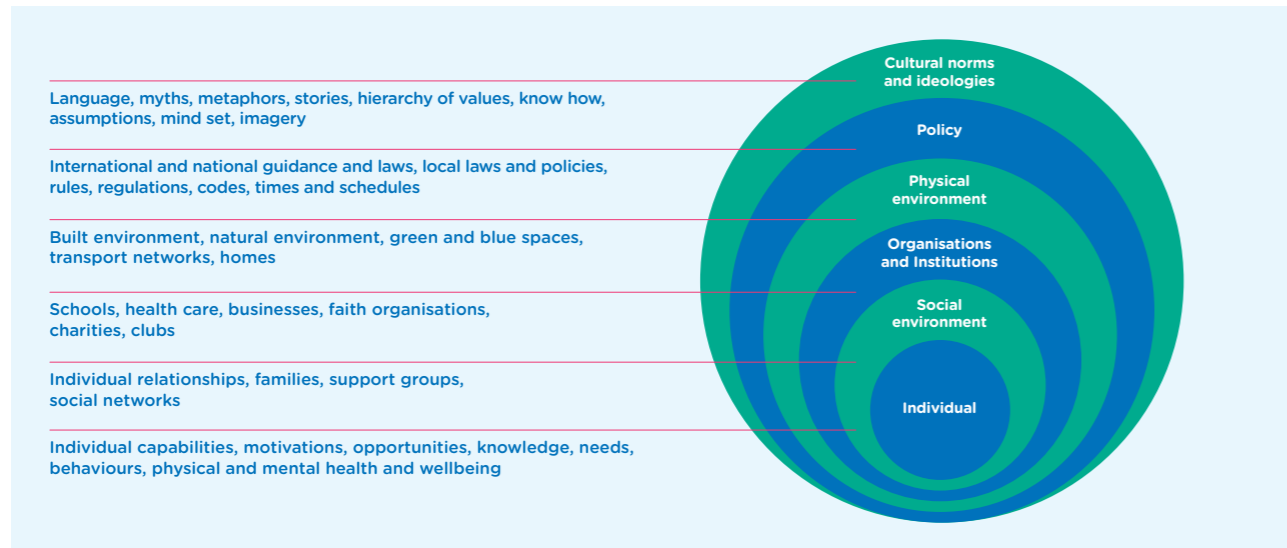 Cultural norms
and ideologies
Language, myths, metaphors, stories, hierarchy of values, know how,
assumptions, mind set, imagery
Policy
International and national guidance and laws, local laws and policies,
rules, regulations, codes, times and schedules
Physical
environment
Built environment, natural environment, green and blue spaces,
transport networks, homes
Organisations
and Institutions
Schools, health care, businesses, faith organisations,
charities, clubs
Social
environment
Individual relationships, families, support groups,
social networks
Individual
Individual capabilities, motivations, opportunities, knowledge, needs,
behaviours, physical and mental health and wellbeing